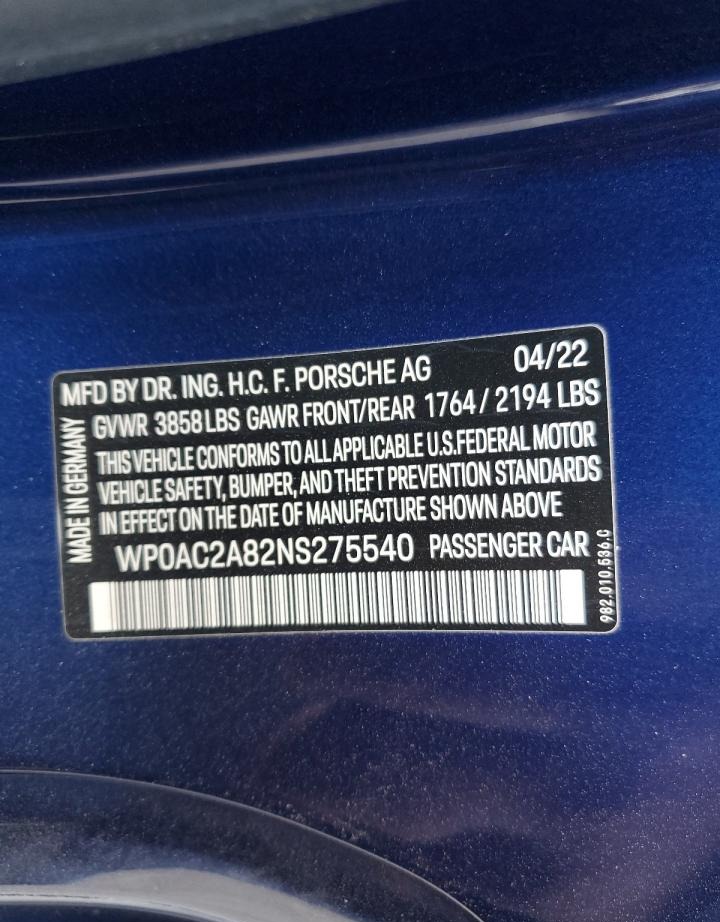 MFD BY DR. ING. H.C. F. PORSCHE AG 04/22
GVWR 3858 LBS GAWR FRONT/REAR 1764 / 2194 LBS
THIS VEHICLE CONFORMS TO ALL APPLICABLE U.S.FEDERAL MOTOR
VEHICLE SAFETY, BUMPER, AND THEFT PREVENTION STANDARDS
IN EFFECT ON THE DATE OF MANUFACTURE SHOWN ABOVE
WP0AC2A82NS275540 PASSENGER CAR
MADE IN GERMANY
982.010.536.C